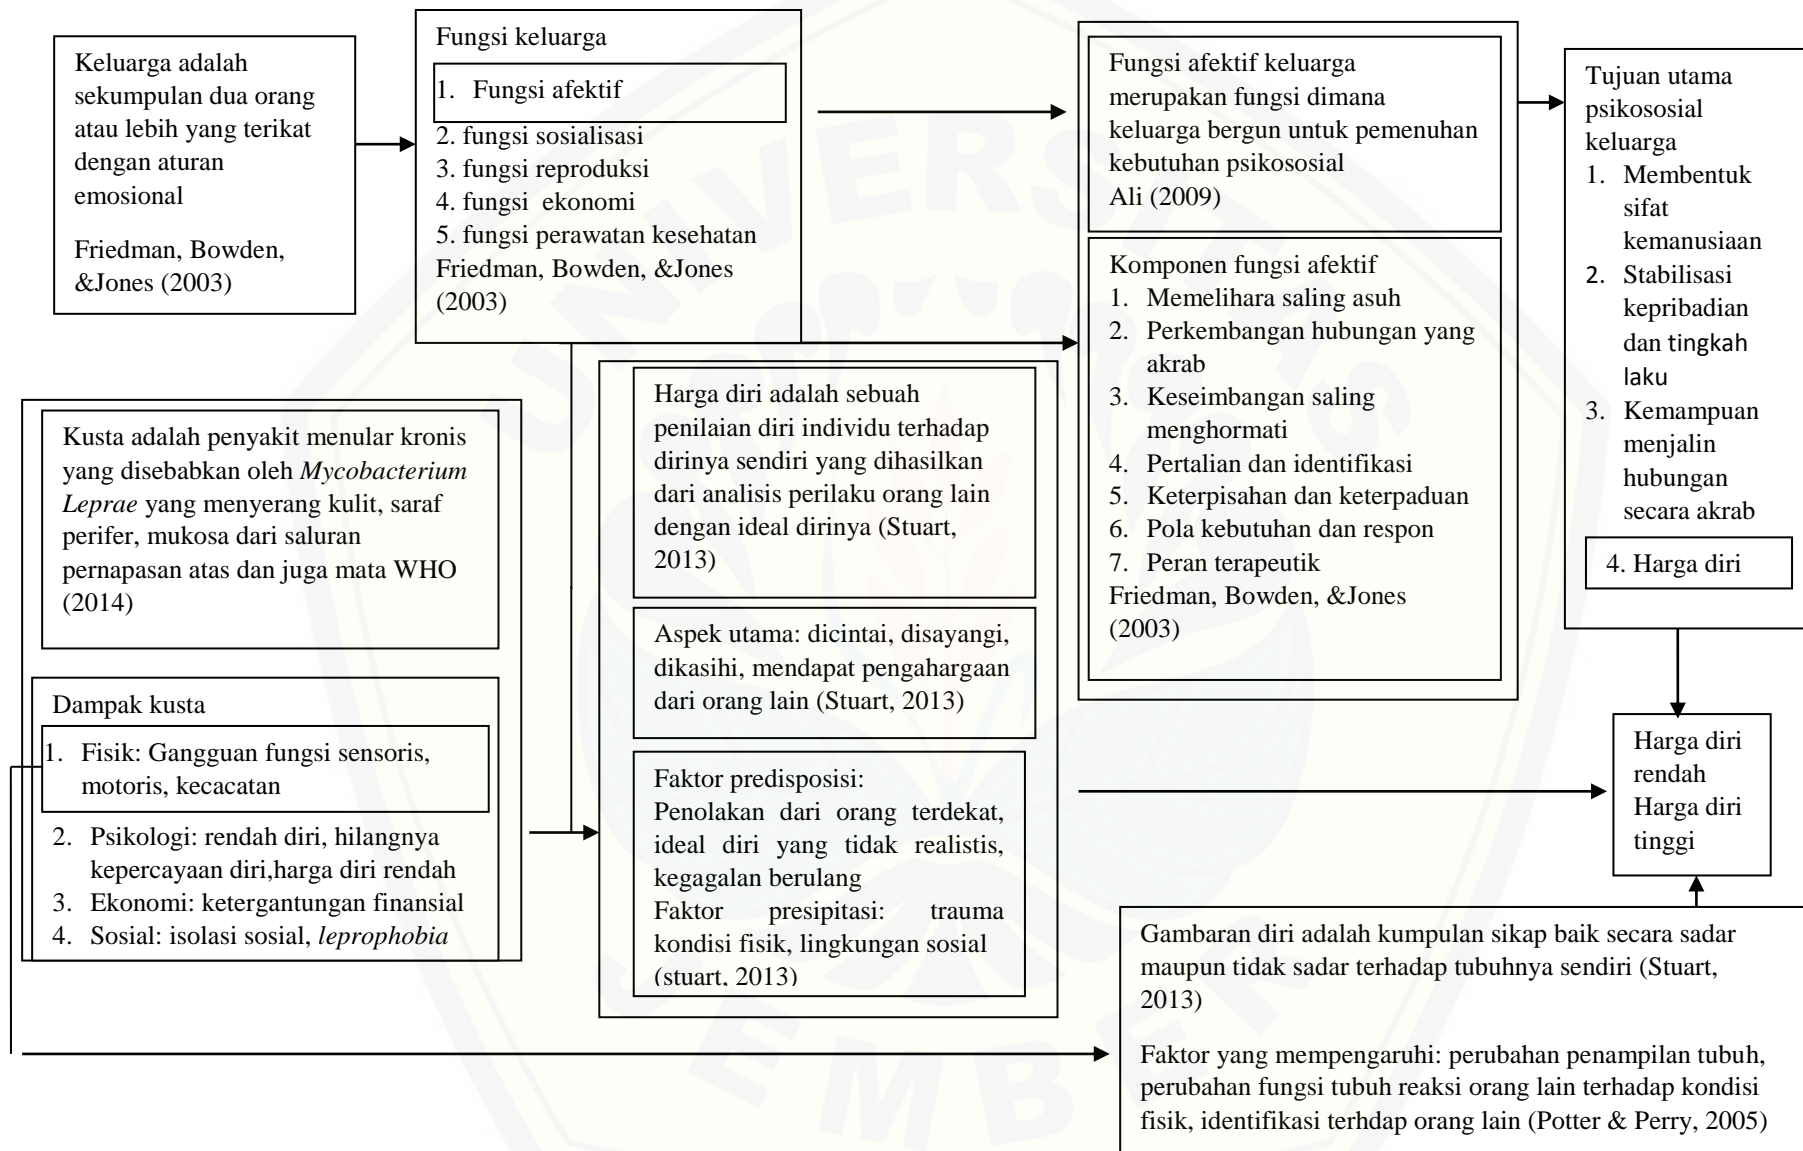 Keluarga adalah
sekumpulan dua orang
atau lebih yang terikat
dengan aturan
emosional
Friedman, Bowden,
&Jones (2003)
Fungsi keluarga
1. Fungsi afektif
2. fungsi sosialisasi
3. fungsi reproduksi
4. fungsi ekonomi
5. fungsi perawatan kesehatan
Friedman, Bowden, &Jones
(2003)
Fungsi afektif keluarga
merupakan fungsi dimana
keluarga bergun untuk pemenuhan
kebutuhan psikososial
Ali (2009)
Komponen fungsi afektif
1. Memelihara saling asuh
2. Perkembangan hubungan yang
akrab
3. Keseimbangan saling
menghormati
4. Pertalian dan identifikasi
5. Keterpisahan dan keterpaduan
6. Pola kebutuhan dan respon
7. Peran terapeutik
Friedman, Bowden, &Jones
(2003)
Tujuan utama
psikososial
keluarga
1. Membentuk
sifat
kemanusiaan
2. Stabilisasi
kepribadian
dan tingkah
laku
3. Kemampuan
menjalin
hubungan
secara akrab
4. Harga diri
Kusta adalah penyakit menular kronis
yang disebabkan oleh Mycobacterium
Leprae yang menyerang kulit, saraf
perifer, mukosa dari saluran
pernapasan atas dan juga mata WHO
(2014)
Dampak kusta
1. Fisik: Gangguan fungsi sensoris,
motoris, kecacatan
2. Psikologi: rendah diri, hilangnya
kepercayaan diri,harga diri rendah
3. Ekonomi: ketergantungan finansial
4. Sosial: isolasi sosial, leprophobia
Harga diri adalah sebuah
penilaian diri individu terhadap
dirinya sendiri yang dihasilkan
dari analisis perilaku orang lain
dengan ideal dirinya (Stuart,
2013)
Aspek utama: dicintai, disayangi,
dikasihi, mendapat pengahargaan
dari orang lain (Stuart, 2013)
Faktor predisposisi:
Penolakan dari orang terdekat,
ideal diri yang tidak realistis,
kegagalan berulang
Faktor presipitasi: trauma
kondisi fisik, lingkungan sosial
(stuart, 2013)
Harga diri
rendah
Harga diri
tinggi
Gambaran diri adalah kumpulan sikap baik secara sadar
maupun tidak sadar terhadap tubuhnya sendiri (Stuart,
2013)
Faktor yang mempengaruhi: perubahan penampilan tubuh,
perubahan fungsi tubuh reaksi orang lain terhadap kondisi
fisik, identifikasi terhdap orang lain (Potter & Perry, 2005)
UNIVERSITAS
JEMBER